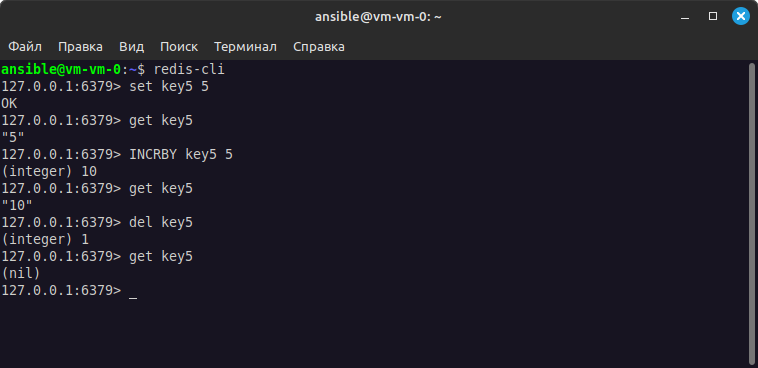 ansible@vm-vm-0: ~
Файл Правка Вид Поиск Терминал Справка
ansible@vm-vm-0:~$ redis-cli
127.0.0.1:6379> set key5 5
OK
127.0.0.1:6379> get key5
"5"
127.0.0.1:6379> INCRBY key5 5
(integer) 10
127.0.0.1:6379> get key5
"10"
127.0.0.1:6379> del key5
(integer) 1
127.0.0.1:6379> get key5
(nil)
127.0.0.1:6379> _